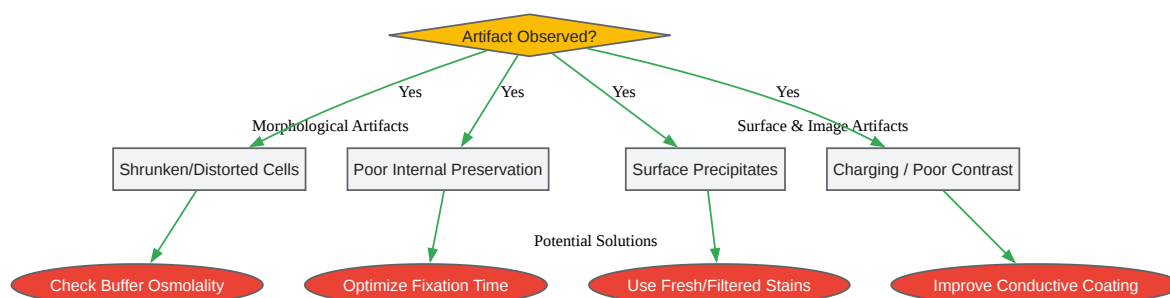 Artifact Observed?
Yes
Yes
Yes
Yes
Morphological Artifacts
Surface & Image Artifacts
Shrunken/Distorted Cells
Poor Internal Preservation
Surface Precipitates
Charging / Poor Contrast
Potential Solutions
Check Buffer Osmolality
Optimize Fixation Time
Use Fresh/Filtered Stains
Improve Conductive Coating